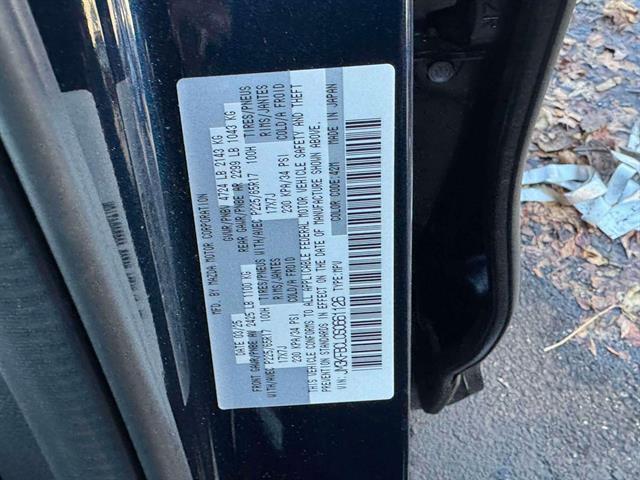 MFD. BY MAZDA MOTOR CORPORATION
DATE 03/25 GVWR/PNBV 4724 LB 2143 KG
FRONT GAWR/PNBE AV 2025 LB 1100 KG REAR GAWR/PNBE AR 2299 LB 1043 KG
WITH/AVEC P225/65R17 100H TIRES/PNEUS WITH/AVEC P225/65R17 100H TIRES/PNEUS
17X7J RIMS/JANTES 17X7J RIMS/JANTES
230 KPA/34 PSI COLD/A FROID 230 KPA/34 PSI COLD/A FROID
THIS VEHICLE CONFORMS TO ALL APPLICABLE FEDERAL MOTOR VEHICLE SAFETY AND THEFT
PREVENTION STANDARDS IN EFFECT ON THE DATE OF MANUFACTURE SHOWN ABOVE.
VIN: TYPE:MPV COLOR CODE:42M MADE IN JAPAN